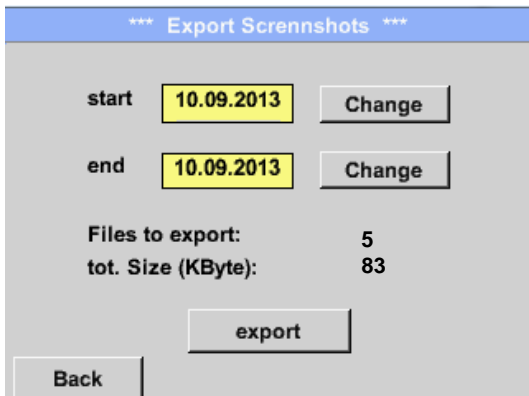 *** Export Scrennshots ***
start 10.09.2013 Change
end 10.09.2013 Change
Files to export: 5
tot. Size (KByte): 83
export
Back